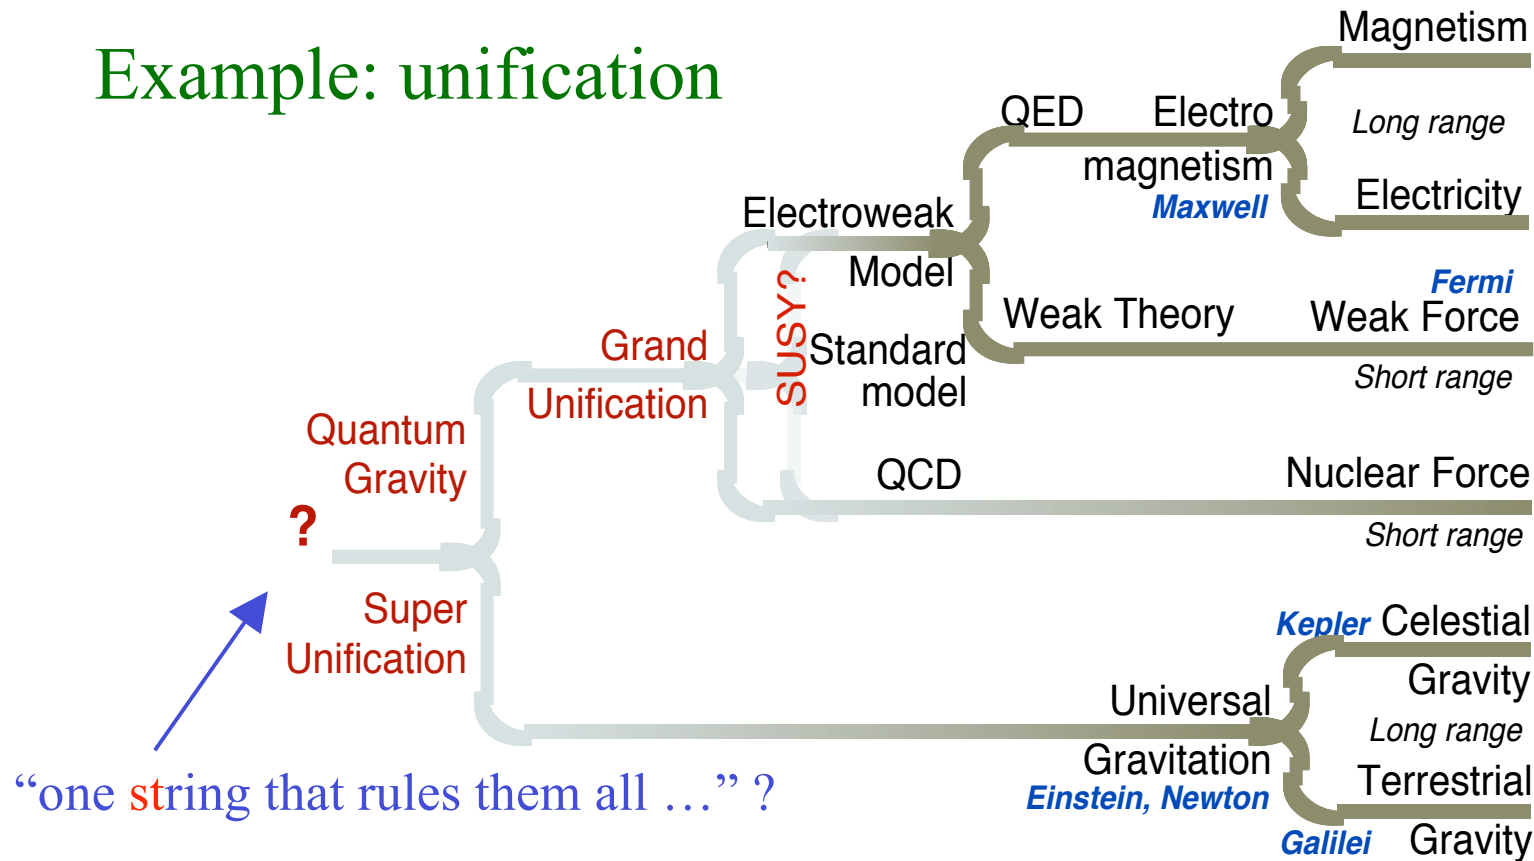 Example: unification
Magnetism
QED
Electro
Long range
magnetism
Maxwell
Electricity
Electroweak
Model
Fermi
Weak Theory
Weak Force
Short range
SUSY?
Standard
model
Grand
Unification
Quantum
Gravity
QCD
Nuclear Force
Short range
?
Super
Unification
Kepler Celestial
Gravity
Universal
Long range
Gravitation
Einstein, Newton
Terrestrial
Galilei Gravity
“one string that rules them all …” ?